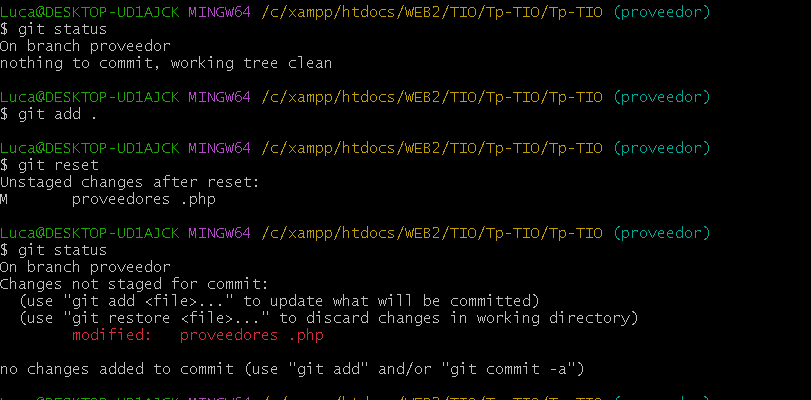 Luca@DESKTOP-UD1AJCK MINGW64 /c/xampp/htdocs/WEB2/TIO/Tp-TIO/Tp-TIO (proveedor)
$ git status
On branch proveedor
nothing to commit, working tree clean
Luca@DESKTOP-UD1AJCK MINGW64 /c/xampp/htdocs/WEB2/TIO/Tp-TIO/Tp-TIO (proveedor)
$ git add .
Luca@DESKTOP-UD1AJCK MINGW64 /c/xampp/htdocs/WEB2/TIO/Tp-TIO/Tp-TIO (proveedor)
$ git reset
Unstaged changes after reset:
M       proveedores .php
Luca@DESKTOP-UD1AJCK MINGW64 /c/xampp/htdocs/WEB2/TIO/Tp-TIO/Tp-TIO (proveedor)
$ git status
On branch proveedor
Changes not staged for commit:
  (use "git add <file>..." to update what will be committed)
  (use "git restore <file>..." to discard changes in working directory)
        modified:   proveedores .php
no changes added to commit (use "git add" and/or "git commit -a")